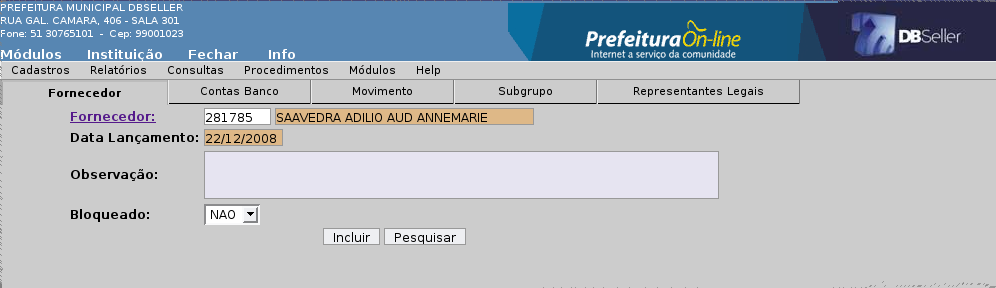 PREFEITURA MUNICIPAL DBSELLER
RUA GAL. CAMARA, 406 - SALA 301
Fone: 51 30765101 - Cep: 99001023
Módulos Instituição Fechar Info
PrefeituraOn-line
Internet a serviço da comunidade
DBSeller
Cadastros Relatórios Consultas Procedimentos Módulos Help
Fornecedor Contas Banco Movimento Subgrupo Representantes Legais
Fornecedor: 281785 SAAVEDRA ADILIO AUD ANNEMARIE
Data Lançamento: 22/12/2008
Observação:
Bloqueado: NAO
Incluir Pesquisar